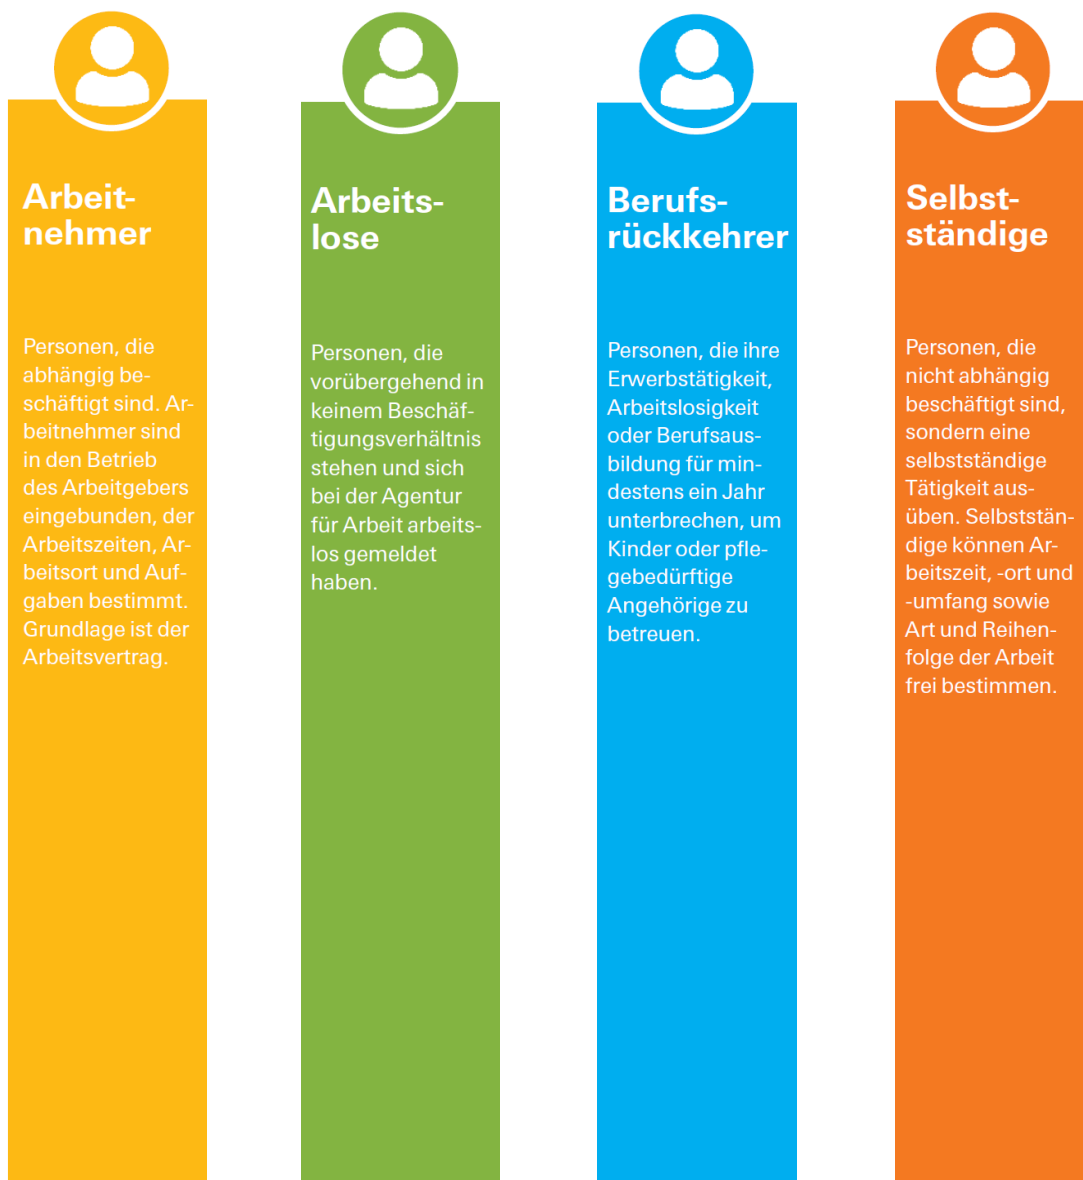 Arbeit-
nehmer
Personen, die
abhängig be-
schäftigt sind. Ar-
beitnehmer sind
in den Betrieb
des Arbeitgebers
eingebunden, der
Arbeitszeiten, Ar-
beitsort und Auf-
gaben bestimmt.
Grundlage ist der
Arbeitsvertrag.
Arbeits-
lose
Personen, die
vorübergehend in
keinem Beschäf-
tigungsverhältnis
stehen und sich
bei der Agentur
für Arbeit arbeits-
los gemeldet
haben.
Berufs-
rückkehrer
Personen, die ihre
Erwerbstätigkeit,
Arbeitslosigkeit
oder Berufsaus-
bildung für min-
destens ein Jahr
unterbrechen, um
Kinder oder pfle-
gebedürftige
Angehörige zu
betreuen.
Selbst-
ständige
Personen, die
nicht abhängig
beschäftigt sind,
sondern eine
selbstständige
Tätigkeit aus-
üben. Selbststän-
dige können Ar-
beitszeit, -ort und
-umfang sowie
Art und Reihen-
folge der Arbeit
frei bestimmen.